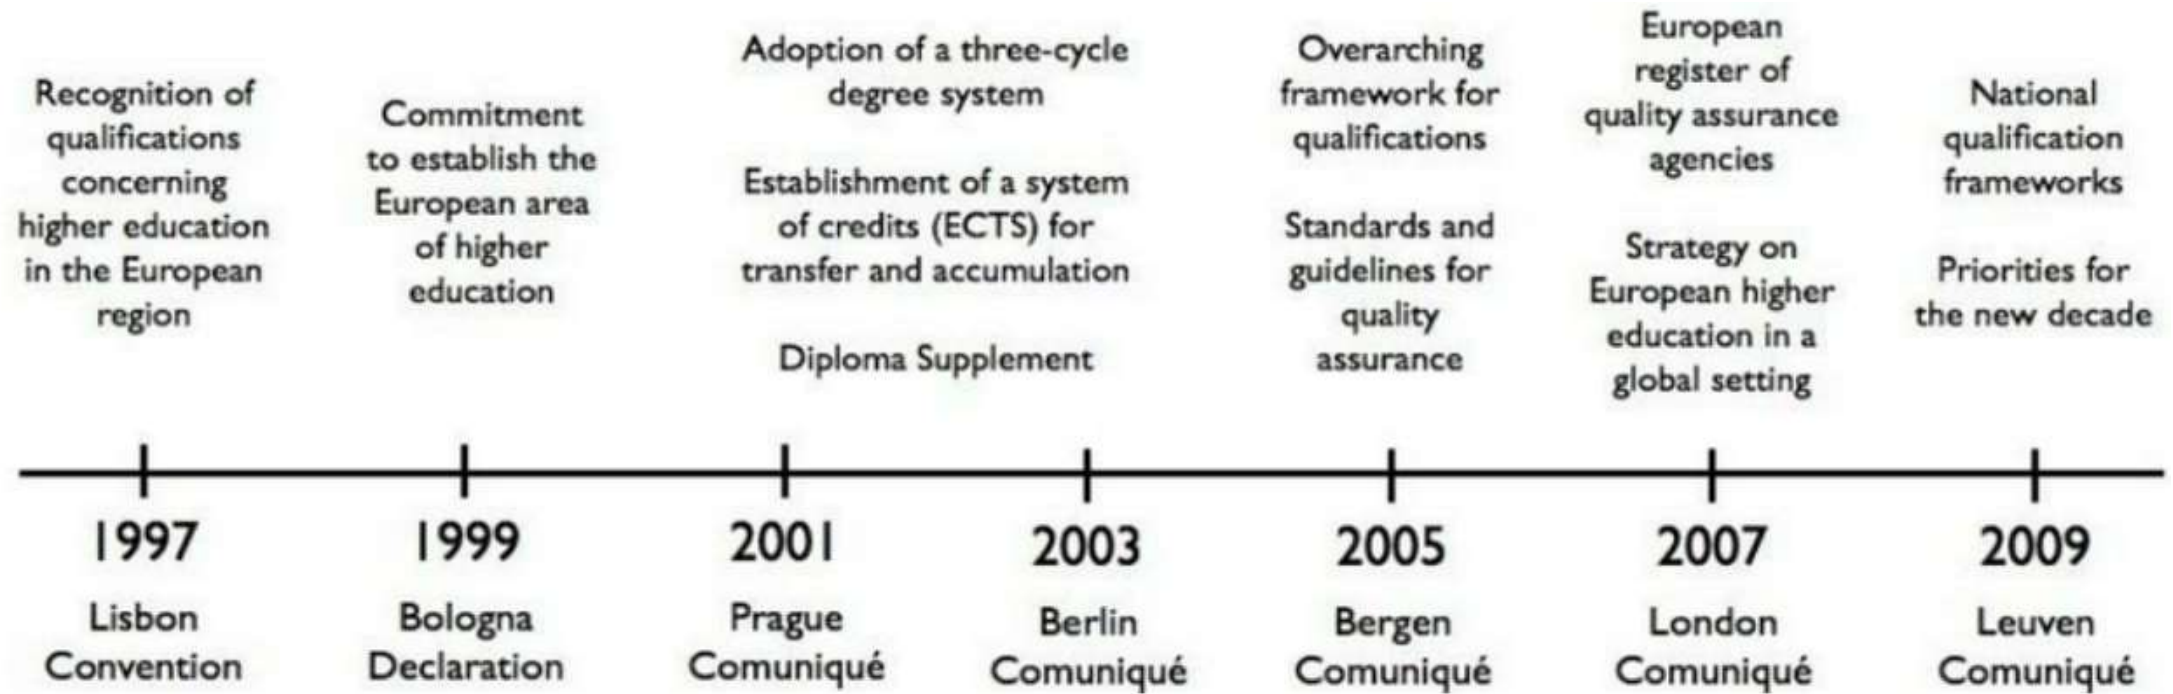 Recognition of
qualifications
concerning
higher education
in the European
region
Commitment
to establish the
European area
of higher
education
Adoption of a three-cycle
degree system
Establishment of a system
of credits (ECTS) for
transfer and accumulation
Diploma Supplement
Overarching
framework for
qualifications
Standards and
guidelines for
quality
assurance
European
register of
quality assurance
agencies
Strategy on
European higher
education in a
global setting
National
qualification
frameworks
Priorities for
the new decade
1997
Lisbon
Convention
1999
Bologna
Declaration
2001
Prague
Comuniqué
2003
Berlin
Comuniqué
2005
Bergen
Comuniqué
2007
London
Comuniqué
2009
Leuven
Comuniqué